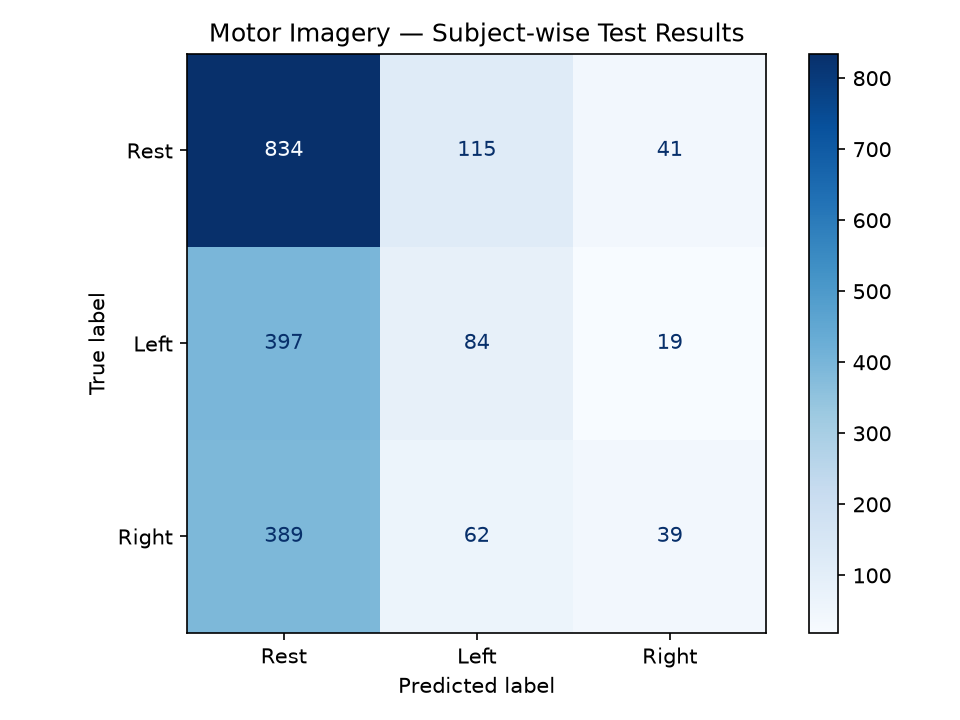 Motor Imagery — Subject-wise Test Results
True label
Rest
834 115 41
Left
397 84 19
Right
389 62 39
Rest Left Right
Predicted label
800
700
600
500
400
300
200
100